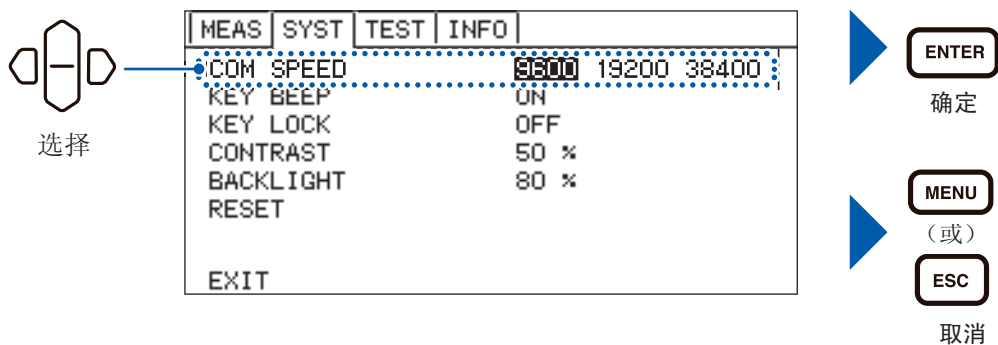 MEAS SYST TEST INFO
COM SPEED 9600 19200 38400
KEY BEEP ON
KEY LOCK OFF
CONTRAST 50 %
BACKLIGHT 80 %
RESET
EXIT
选择
ENTER
确定
MENU
（或）
ESC
取消